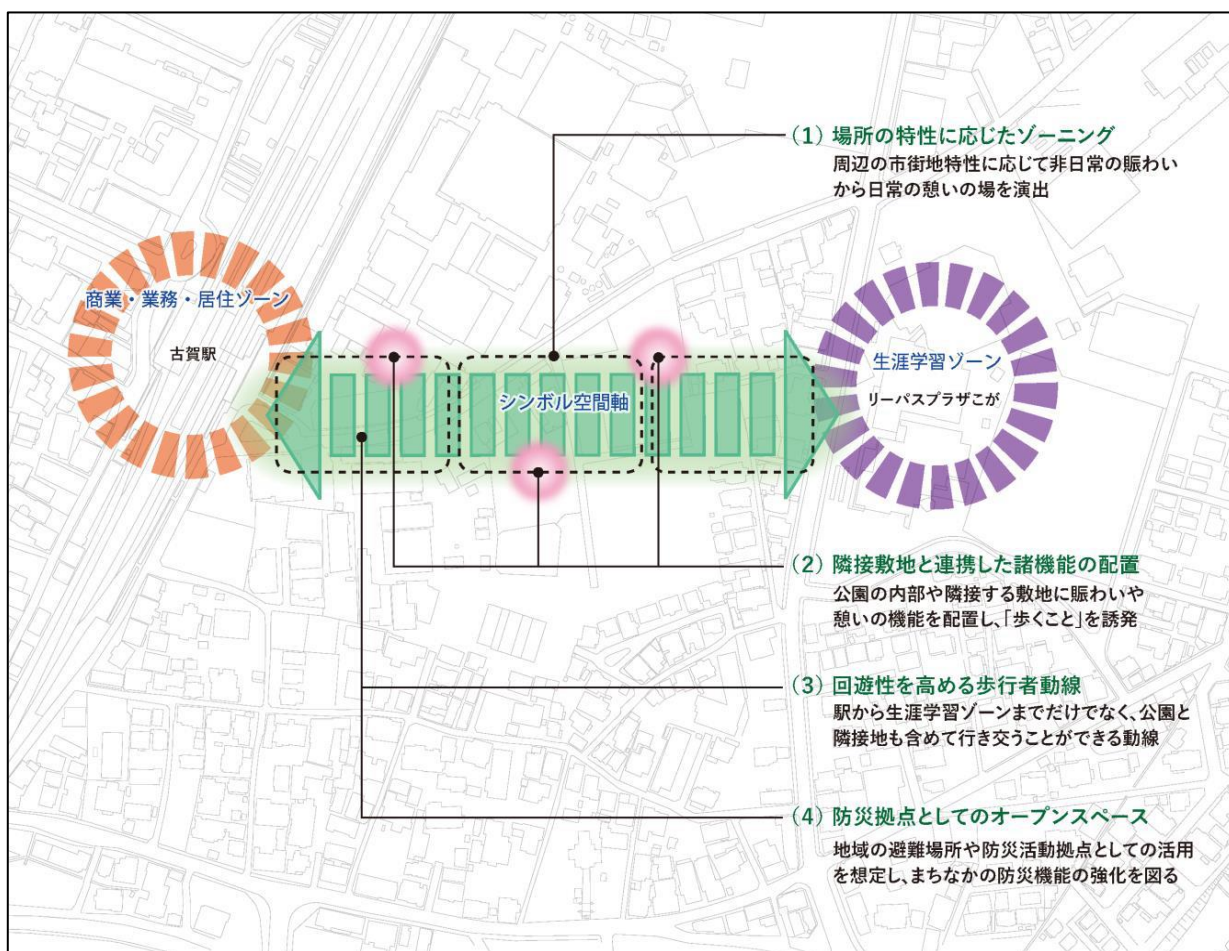 (1) 場所の特性に応じたゾーニング
周辺の市街地特性に応じて非日常の賑わい
から日常の憩いの場を演出
商業・業務・居住ゾーン
古賀駅
シンボル空間軸
生涯学習ゾーン
リーパスプラザこが
(2) 隣接敷地と連携した諸機能の配置
公園の内部や隣接する敷地に賑わいや
憩いの機能を配置し、「歩くこと」を誘発
(3) 回遊性を高める歩行者動線
駅から生涯学習ゾーンまでだけでなく、公園と
隣接地も含めて行き交うことができる動線
(4) 防災拠点としてのオープンスペース
地域の避難場所や防災活動拠点としての活用
を想定し、まちなかの防災機能の強化を図る